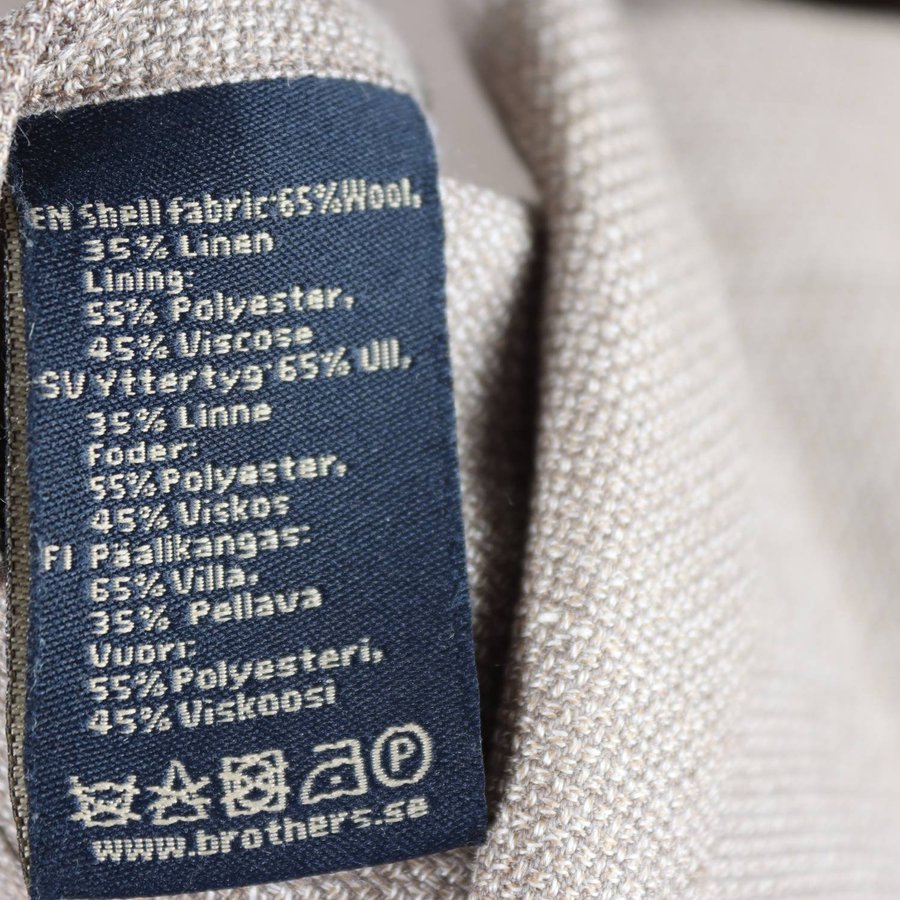 EN Shell fabric: 65% Wool,
35% Linen
Lining:
55% Polyester,
45% Viscose
SV Yttertyg: 65% Ull,
35% Linne
Foder:
55% Polyester,
45% Viskos
FI Päällkangas:
65% Villa,
35% Pellava
Vuori:
55% Polyesteri,
45% Viskoosi
P
www.brothers.se